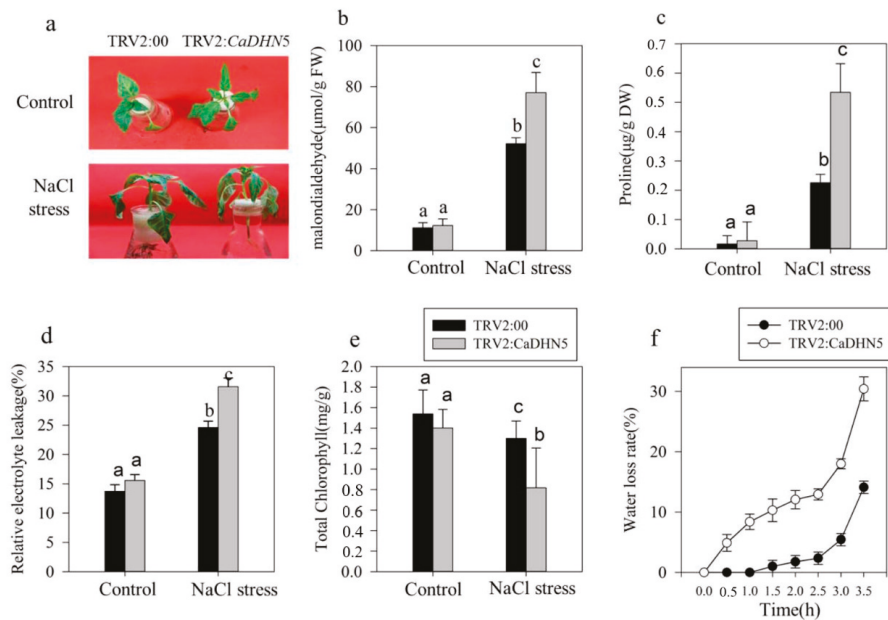 a
TRV2:00 TRV2:CaDHN5
Control
NaCl
stress
b
malondialdehyde(μmol/g FW)
100
80
60
40
20
0
a a
b
c
Control NaCl stress
c
Proline(μg/g DW)
0.7
0.6
0.5
0.4
0.3
0.2
0.1
0.0
a a
b
c
Control NaCl stress
d
Relative electrolyte leakage(%)
35
30
25
20
15
10
5
0
a a
b
c
Control NaCl stress
TRV2:00
TRV2:CaDHN5
e
Total Chlorophyll(mg/g)
2.0
1.8
1.6
1.4
1.2
1.0
0.8
0.6
0.4
0.2
0.0
a a
c
b
Control NaCl stress
TRV2:00
TRV2:CaDHN5
f
Water loss rate(%)
30
20
10
0
0.0 0.5 1.0 1.5 2.0 2.5 3.0 3.5
Time(h)